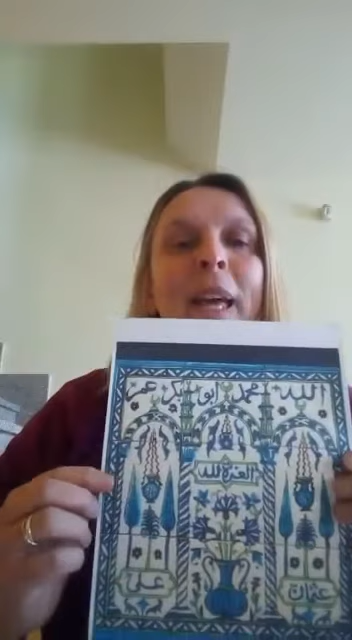 الله محمد ابو بكر عمر
العزة لله
عثمان
علي